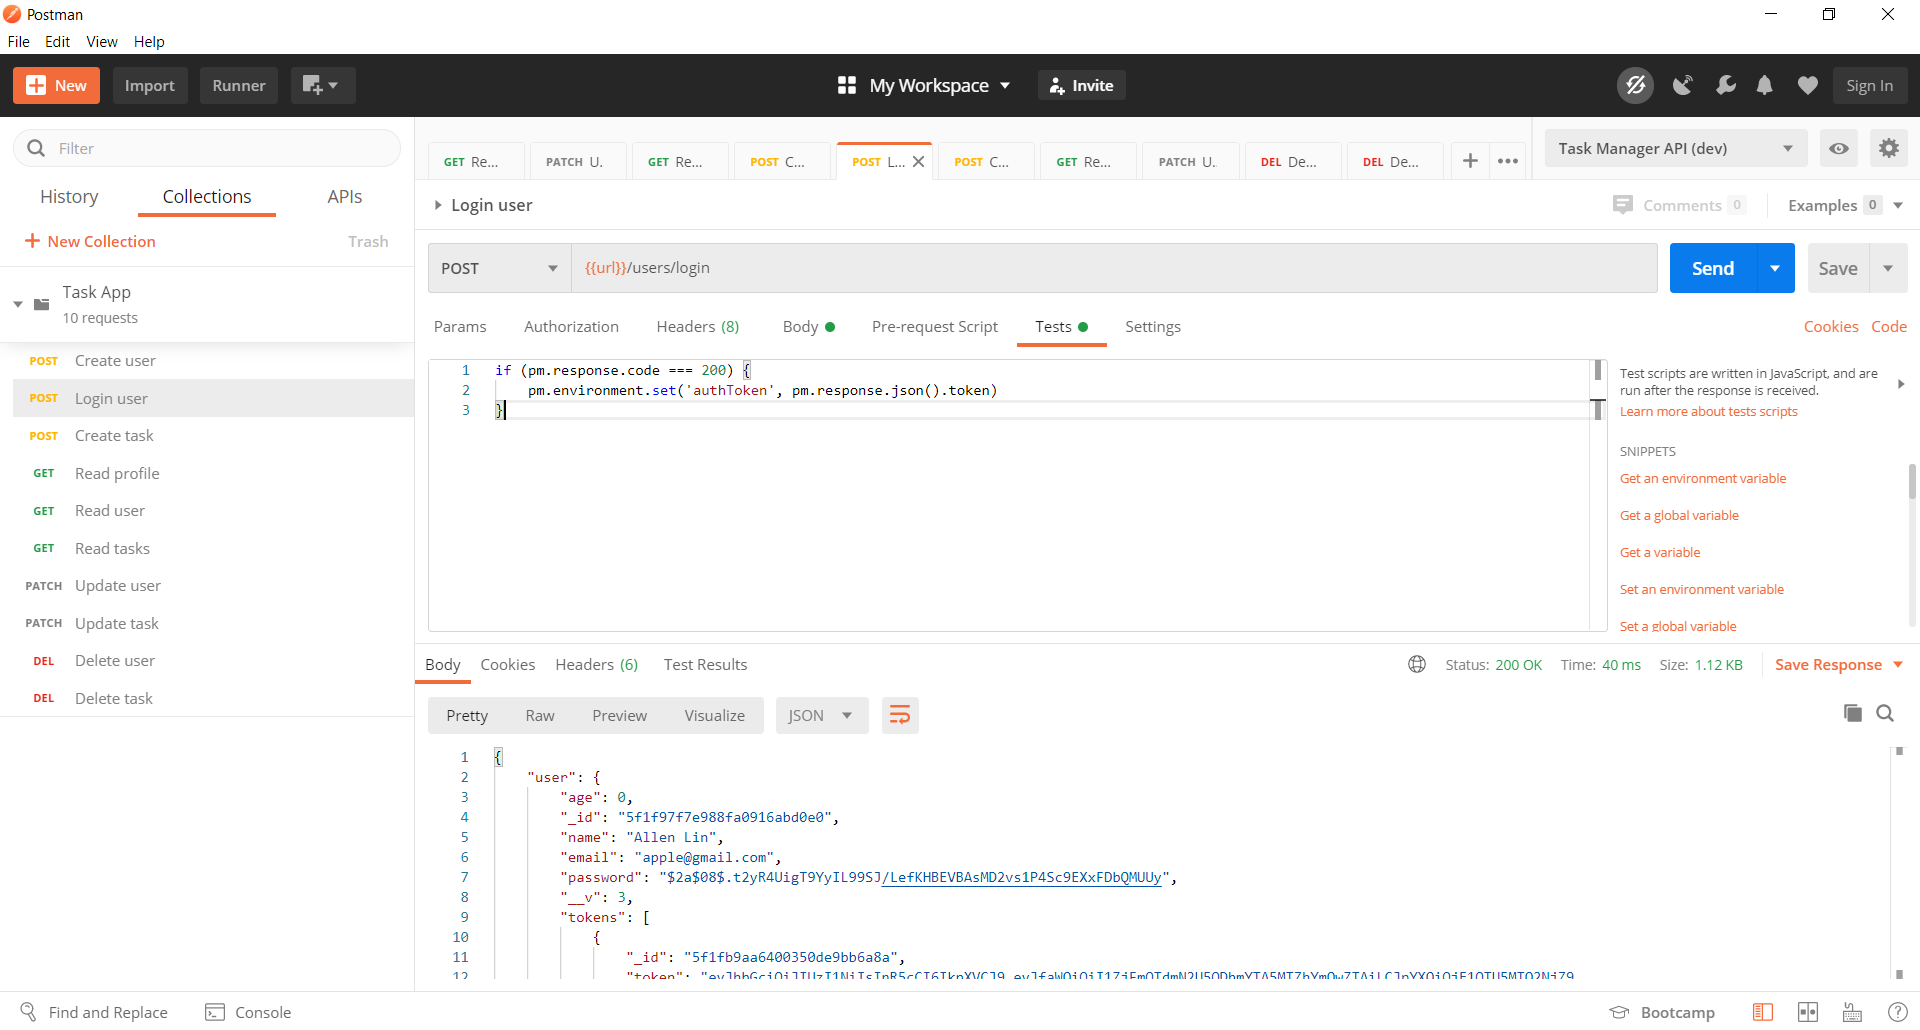 Postman
File Edit View Help
New Import Runner My Workspace Invite Sign In
Filter
History Collections APIs
New Collection Trash
Task App
10 requests
POST Create user
POST Login user
POST Create task
GET Read profile
GET Read user
GET Read tasks
PATCH Update user
PATCH Update task
DEL Delete user
DEL Delete task
GET Re... PATCH U. GET Re... POST C... POST L... POST C... GET Re... PATCH U. DEL De... DEL De...
Task Manager API (dev)
Login user Comments 0 Examples 0
POST {{url}}/users/login Send Save
Params Authorization Headers (8) Body Pre-request Script Tests Settings Cookies Code
1 if (pm.response.code === 200) {
2 pm.environment.set('authToken', pm.response.json().token)
3 }
Test scripts are written in JavaScript, and are
run after the response is received.
Learn more about tests scripts
SNIPPETS
Get an environment variable
Get a global variable
Get a variable
Set an environment variable
Set a global variable
Body Cookies Headers (6) Test Results Status: 200 OK Time: 40 ms Size: 1.12 KB Save Response
Pretty Raw Preview Visualize JSON
1 {
2 "user": {
3 "age": 0,
4 "_id": "5f1f97f7e988fa0916abd0e0",
5 "name": "Allen Lin",
6 "email": "apple@gmail.com",
7 "password": "$2a$08$.t2yR4UigT9YyIL99SJ/LefKHBEVBAsMD2vs1P4Sc9EXxFDbQMUUy",
8 "__v": 3,
9 "tokens": [
10 {
11 "_id": "5f1fb9aa6400350de9bb6a8a",
12 "token":
Find and Replace Console Bootcamp